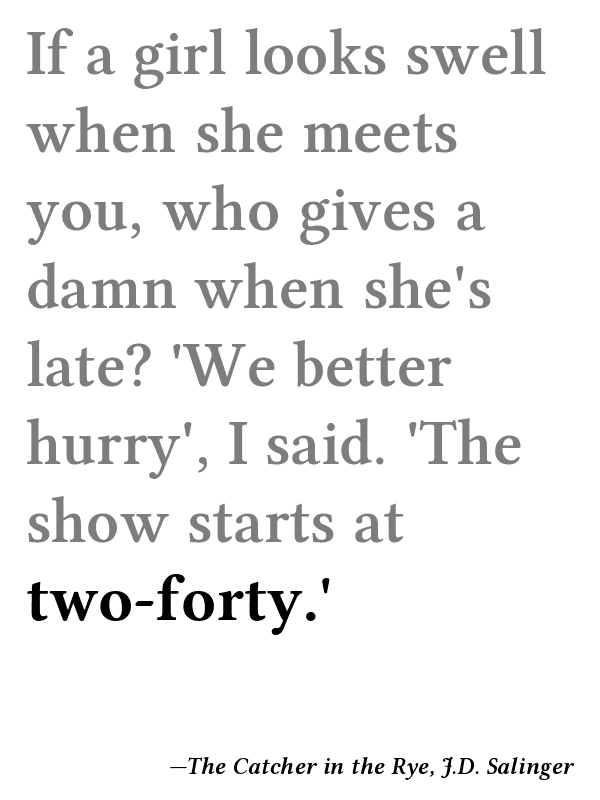 If a girl looks swell
when she meets
you, who gives a
damn when she's
late? 'We better
hurry', I said. 'The
show starts at
two-forty.'
—The Catcher in the Rye, J.D. Salinger